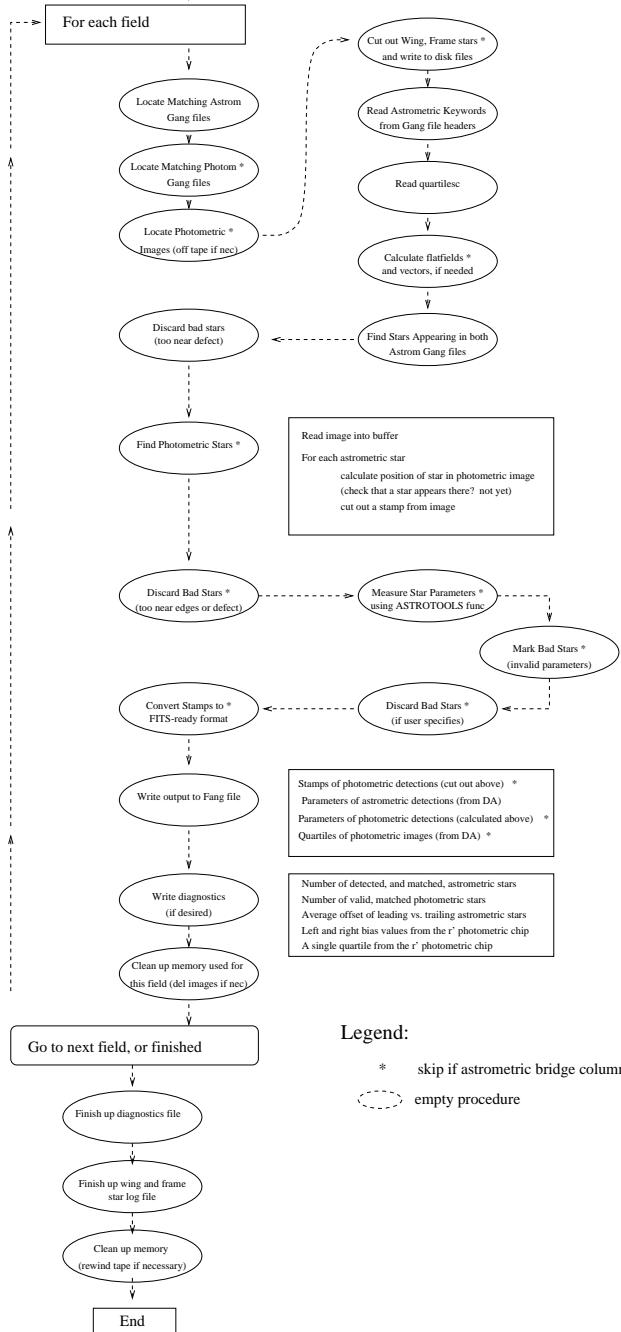 For each field
Locate Matching Astrom
Gang files
Locate Matching Photom *
Gang files
Locate Photometric *
Images (off tape if nec)
Cut out Wing, Frame stars *
and write to disk files
Read Astrometric Keywords
from Gang file headers
Read quartilesc
Calculate flatfields *
and vectors, if needed
Find Stars Appearing in both
Astrom Gang files
Discard bad stars
(too near defect)
Find Photometric Stars *
Read image into buffer
For each astrometric star
calculate position of star in photometric image
(check that a star appears there? not yet)
cut out a stamp from image
Discard Bad Stars *
(too near edges or defect)
Measure Star Parameters *
using ASTROTOOLS func
Mark Bad Stars *
(invalid parameters)
Discard Bad Stars *
(if user specifies)
Convert Stamps to *
FITS-ready format
Write output to Fang file
Stamps of photometric detections (cut out above) *
Parameters of astrometric detections (from DA)
Parameters of photometric detections (calculated above) *
Quartiles of photometric images (from DA) *
Write diagnostics
(if desired)
Number of detected, and matched, astrometric stars
Number of valid, matched photometric stars
Average offset of leading vs. trailing astrometric stars
Left and right bias values from the r' photometric chip
A single quartile from the r' photometric chip
Clean up memory used for
this field (del images if nec)
Go to next field, or finished
Finish up diagnostics file
Finish up wing and frame
star log file
Clean up memory
(rewind tape if necessary)
End
Legend:
* skip if astrometric bridge column
empty procedure